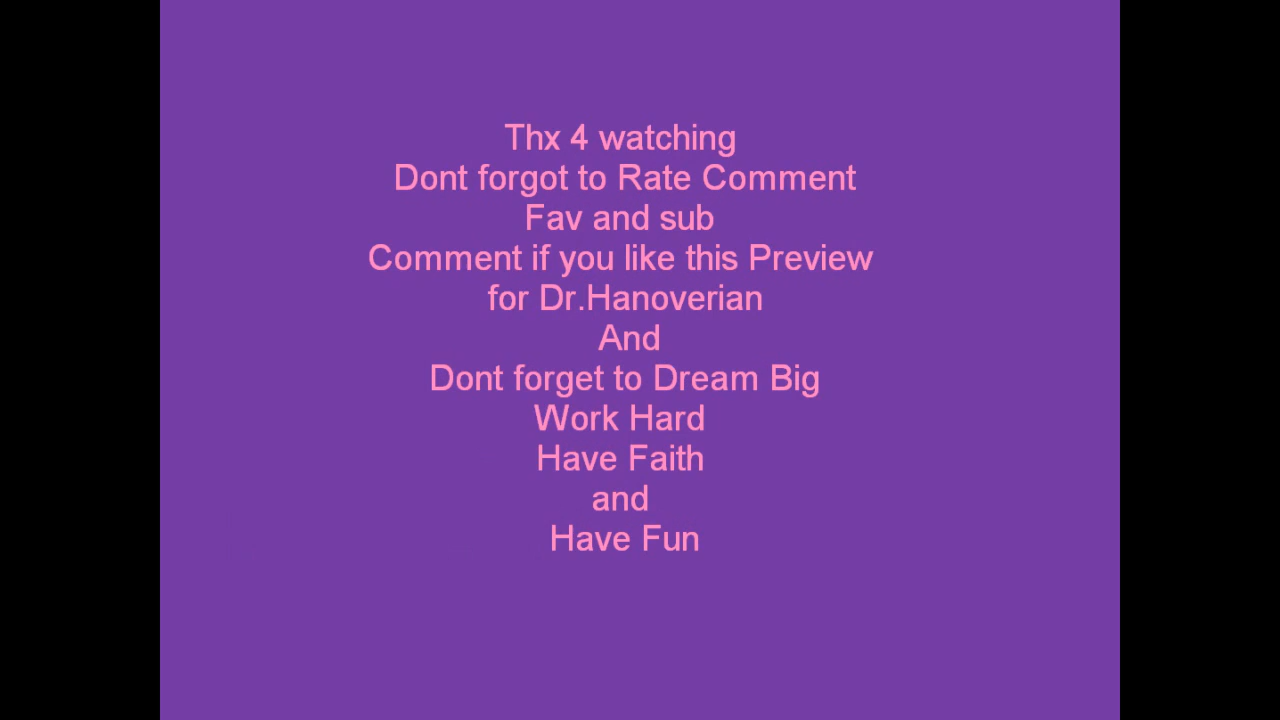 Thx 4 watching
Dont forgot to Rate Comment
Fav and sub
Comment if you like this Preview
for Dr.Hanoverian
And
Dont forget to Dream Big
Work Hard
Have Faith
and
Have Fun